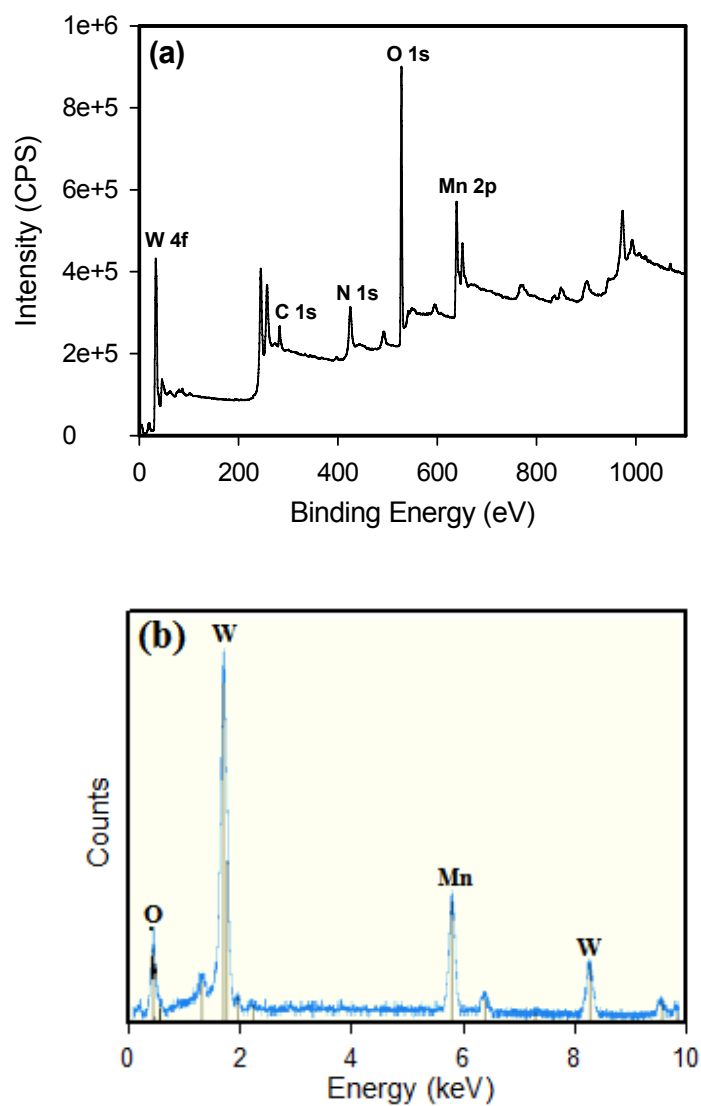 (a)
1e+6
8e+5
6e+5
4e+5
2e+5
0
Intensity (CPS)
W 4f
C 1s
N 1s
O 1s
Mn 2p
0 200 400 600 800 1000
Binding Energy (eV)
(b)
W
O
Mn
W
Counts
0 2 4 6 8 10
Energy (keV)